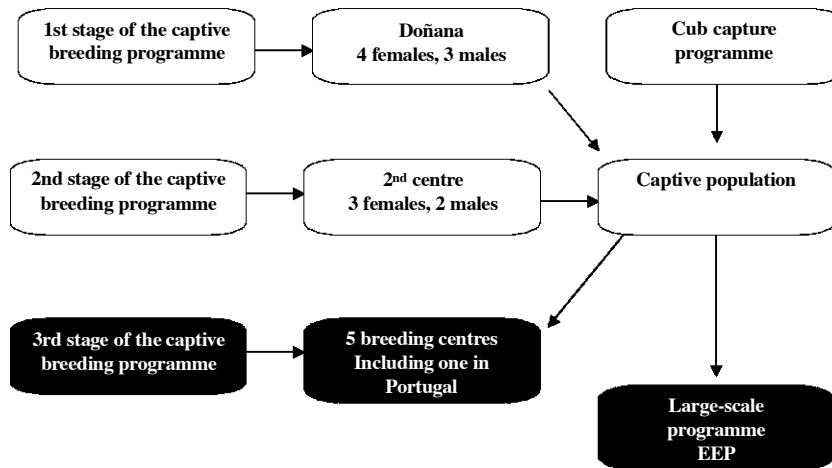 1st stage of the captive
breeding programme
Doñana
4 females, 3 males
Cub capture
programme
2nd stage of the captive
breeding programme
2nd centre
3 females, 2 males
Captive population
3rd stage of the captive
breeding programme
5 breeding centres
Including one in
Portugal
Large-scale
programme
EEP